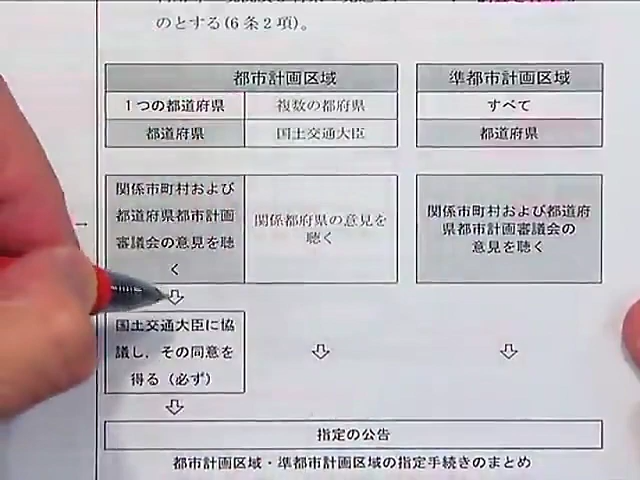 のとする(6条2項)。
都市計画区域
準都市計画区域
1つの都道府県
複数の都府県
すべて
都道府県
国土交通大臣
都道府県
関係市町村および
都道府県都市計画
審議会の意見を聴
く
関係都府県の意見を
聴く
関係市町村および都道府
県都市計画審議会の
意見を聴く
国土交通大臣に協
議し,その同意を
得る(必ず)
指定の公告
都市計画区域・準都市計画区域の指定手続きのまとめ